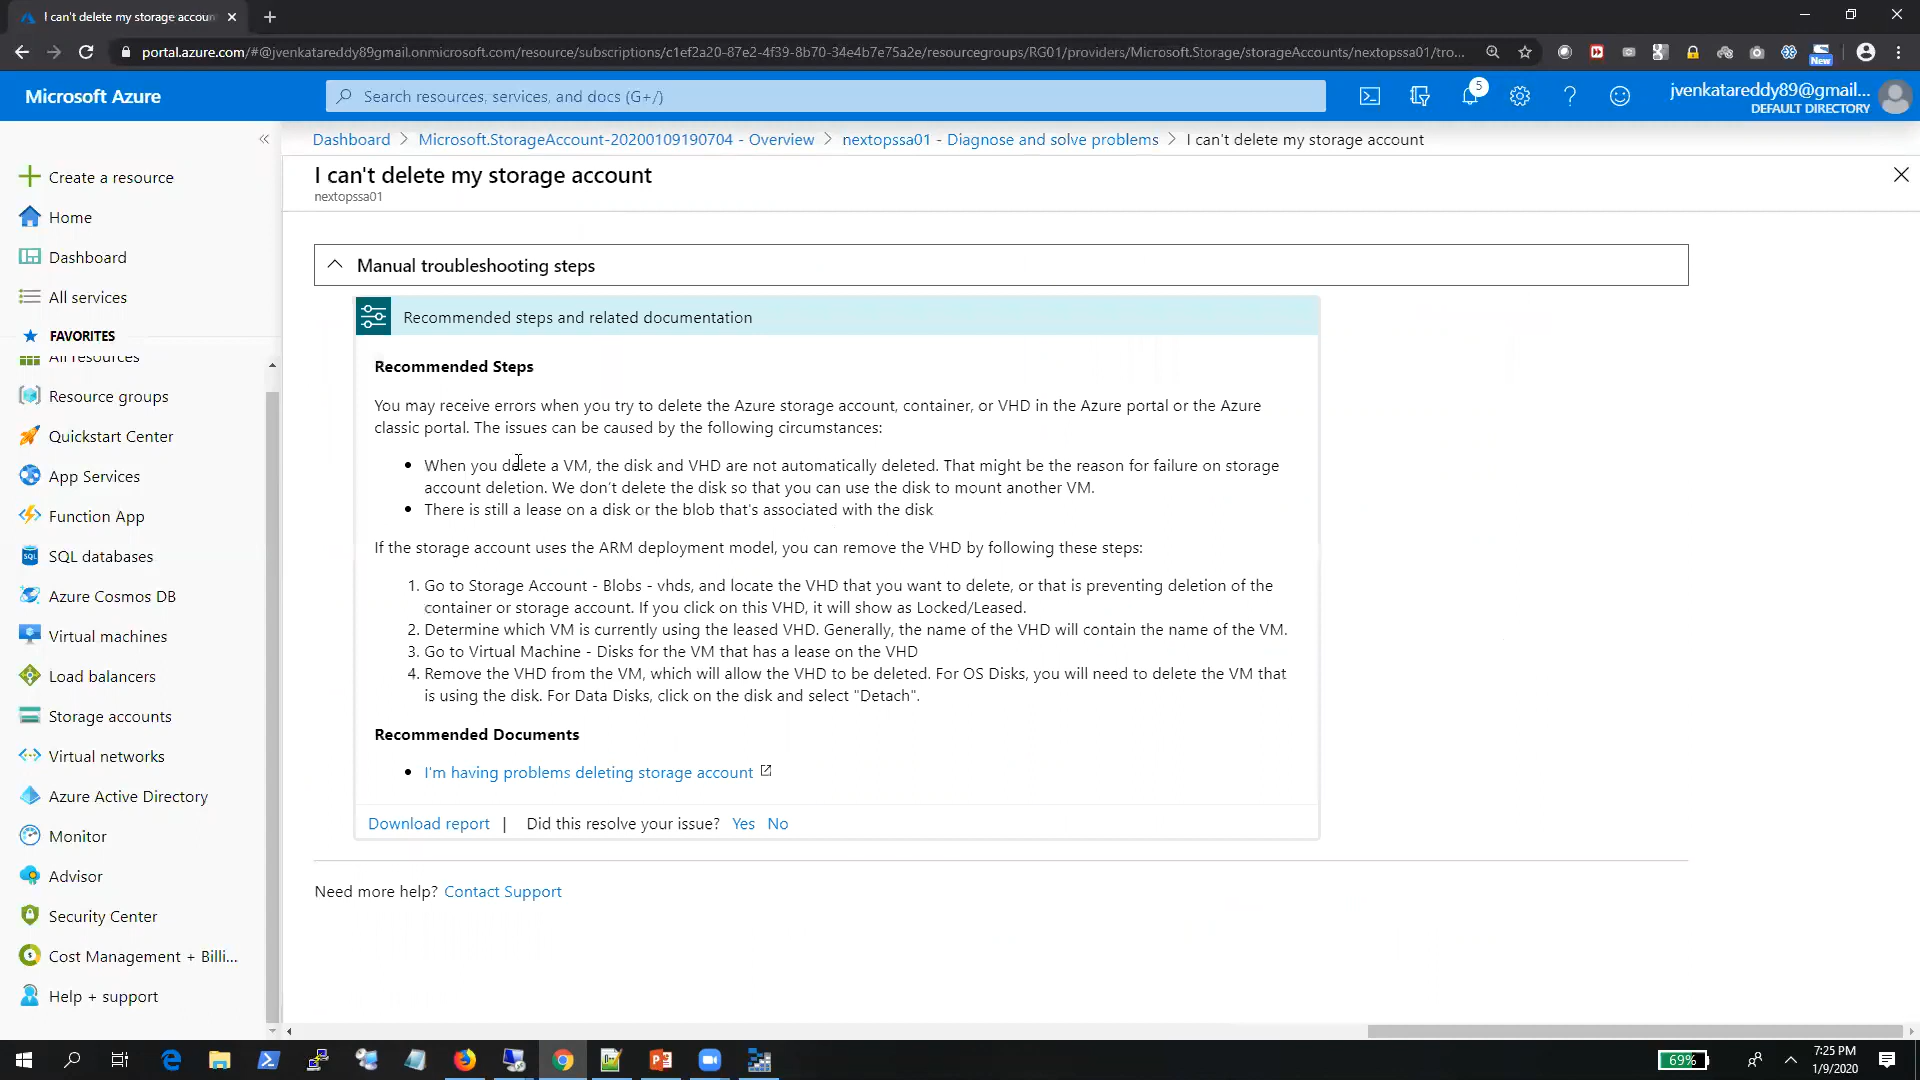 I can't delete my storage accoun
portal.azure.com/#@jvenkatareddy89gmail.onmicrosoft.com/resource/subscriptions/c1ef2a20-87e2-4f39-8b70-34e4b7e75a2e/resourcegroups/RG01/providers/Microsoft.Storage/storageAccounts/nextopssa01/tro...
New
Microsoft Azure
Search resources, services, and docs (G+/)
5
jvenkatareddy89@gmail....
DEFAULT DIRECTORY
Dashboard > Microsoft.StorageAccount-20200109190704 - Overview > nextopssa01 - Diagnose and solve problems > I can't delete my storage account
I can't delete my storage account
nextopssa01
Create a resource
Home
Dashboard
All services
FAVORITES
All resources
Resource groups
Quickstart Center
App Services
Function App
SQL databases
Azure Cosmos DB
Virtual machines
Load balancers
Storage accounts
Virtual networks
Azure Active Directory
Monitor
Advisor
Security Center
Cost Management + Billi...
Help + support
Manual troubleshooting steps
Recommended steps and related documentation
Recommended Steps
You may receive errors when you try to delete the Azure storage account, container, or VHD in the Azure portal or the Azure
classic portal. The issues can be caused by the following circumstances:
• When you delete a VM, the disk and VHD are not automatically deleted. That might be the reason for failure on storage
account deletion. We don't delete the disk so that you can use the disk to mount another VM.
• There is still a lease on a disk or the blob that's associated with the disk
If the storage account uses the ARM deployment model, you can remove the VHD by following these steps:
1. Go to Storage Account - Blobs - vhds, and locate the VHD that you want to delete, or that is preventing deletion of the
container or storage account. If you click on this VHD, it will show as Locked/Leased.
2. Determine which VM is currently using the leased VHD. Generally, the name of the VHD will contain the name of the VM.
3. Go to Virtual Machine - Disks for the VM that has a lease on the VHD
4. Remove the VHD from the VM, which will allow the VHD to be deleted. For OS Disks, you will need to delete the VM that
is using the disk. For Data Disks, click on the disk and select "Detach".
Recommended Documents
• I'm having problems deleting storage account
Download report | Did this resolve your issue? Yes No
Need more help? Contact Support
69%
7:25 PM
1/9/2020